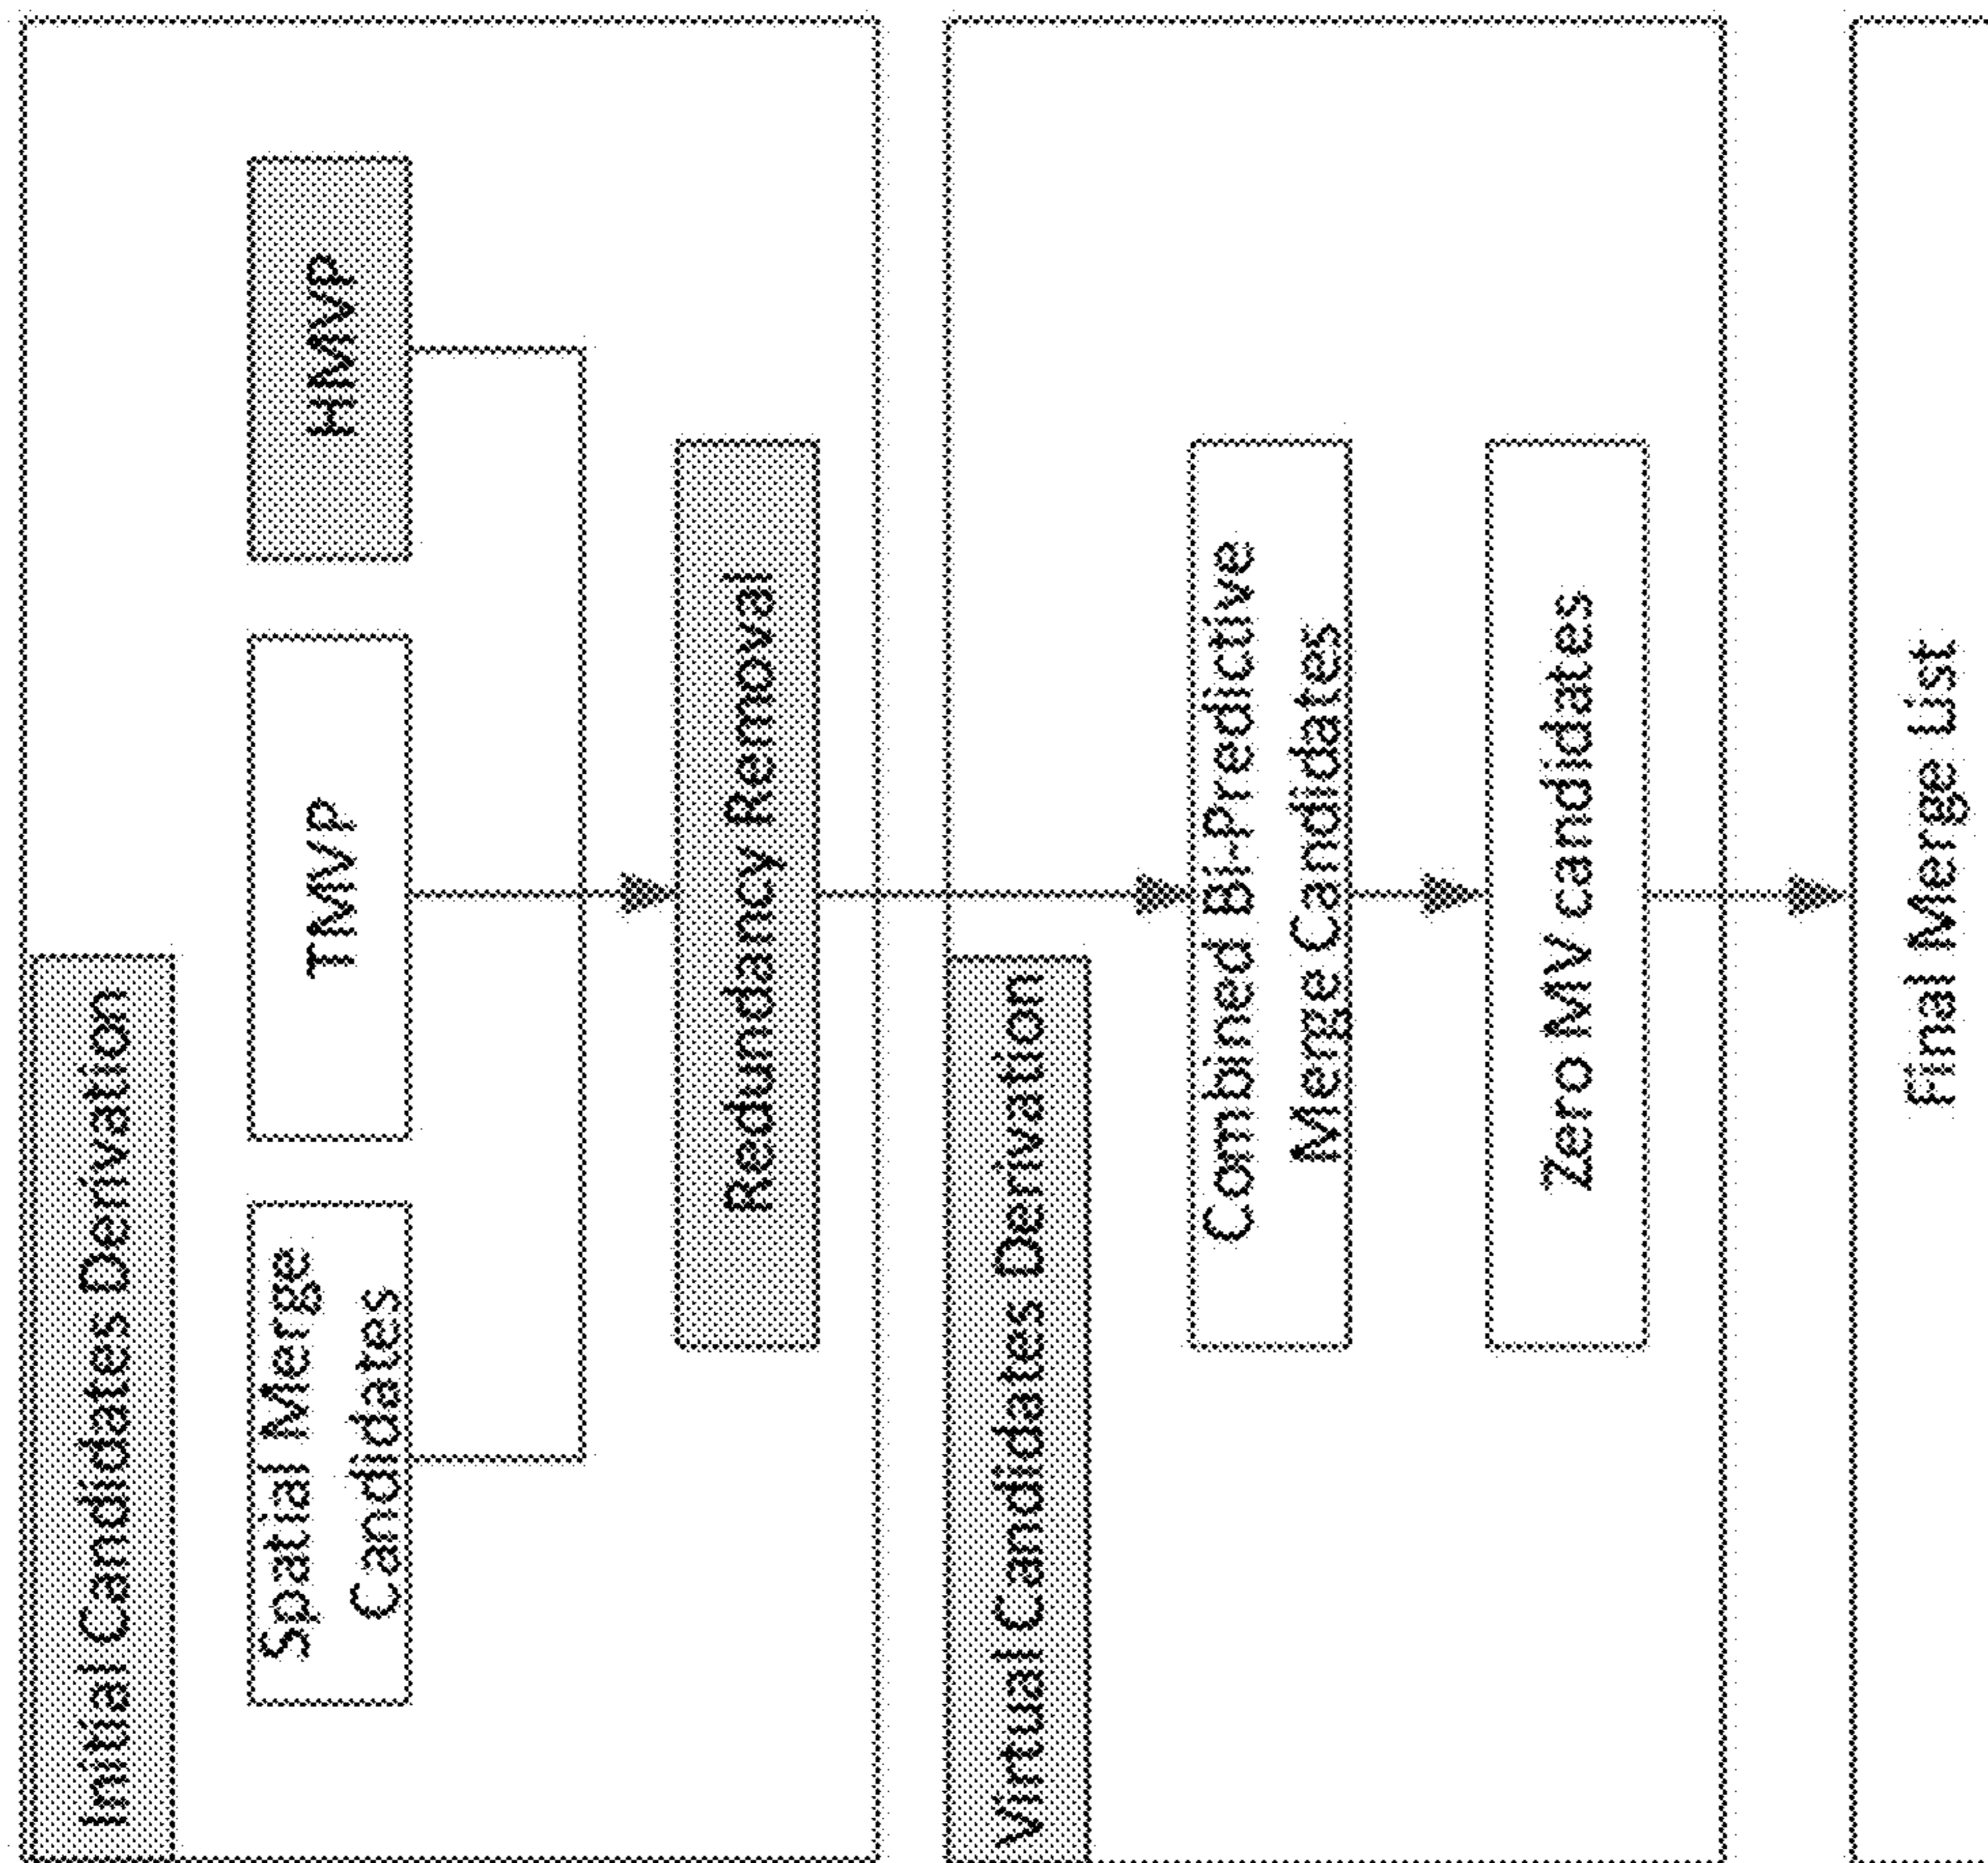 Initial Candidates Derivation
Spatial Merge
Candidates
TMVP
HMVP
Redundancy Removal
Virtual Candidates Derivation
Combined Bi-Predictive
Merge Candidates
Zero MV candidates
Final Merge List